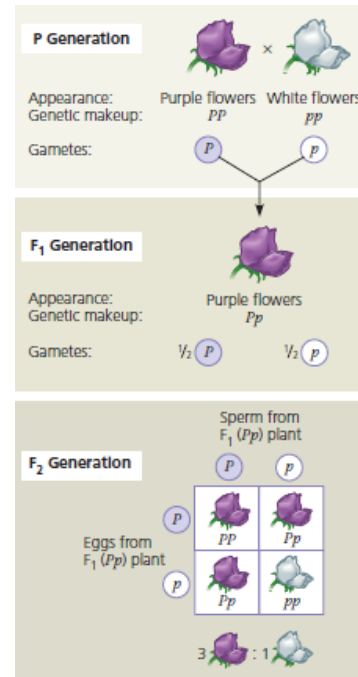 P Generation
×
Appearance: Purple flowers White flowers
Genetic makeup: PP pp
Gametes: P p
F₁ Generation
Appearance: Purple flowers
Genetic makeup: Pp
Gametes: ½ P ½ p
Sperm from
F₁ (Pp) plant
F₂ Generation
P p
P
PP Pp
Eggs from
F₁ (Pp) plant
p
Pp pp
3 : 1